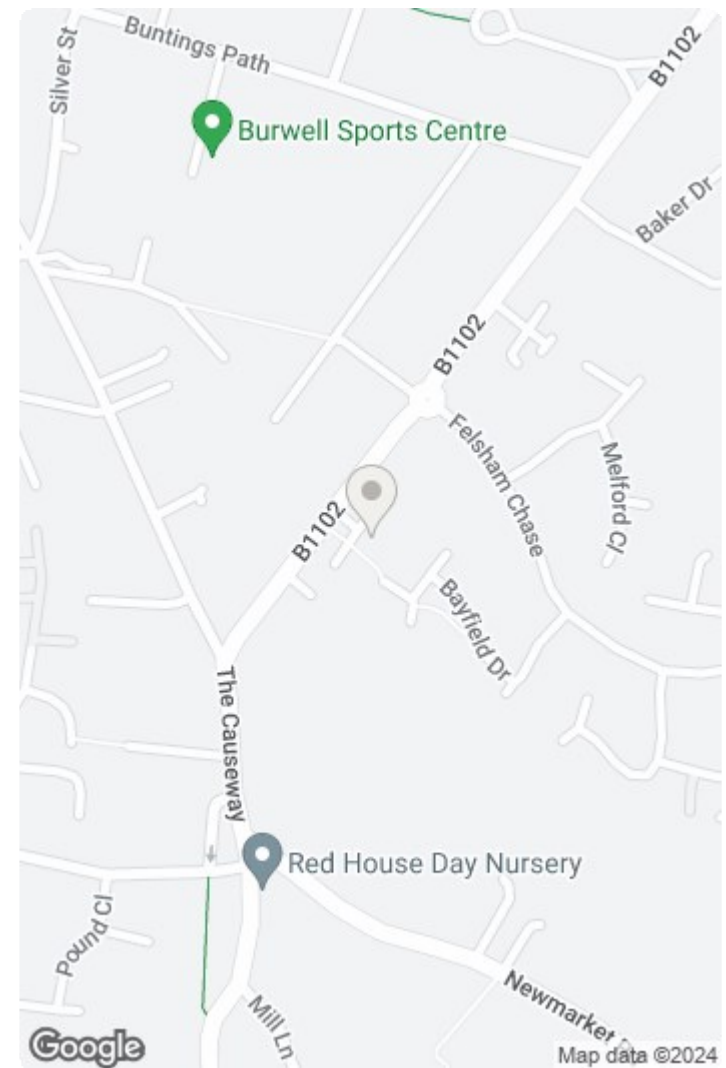 Buntings Path
Silver St
B1102
Burwell Sports Centre
Baker Dr
B1102
Felsham Chase
Melford Cl
B1102
Bayfield Dr
The Causeway
Red House Day Nursery
Pound Cl
Mill Ln
Newmarket
Google
Map data ©2024